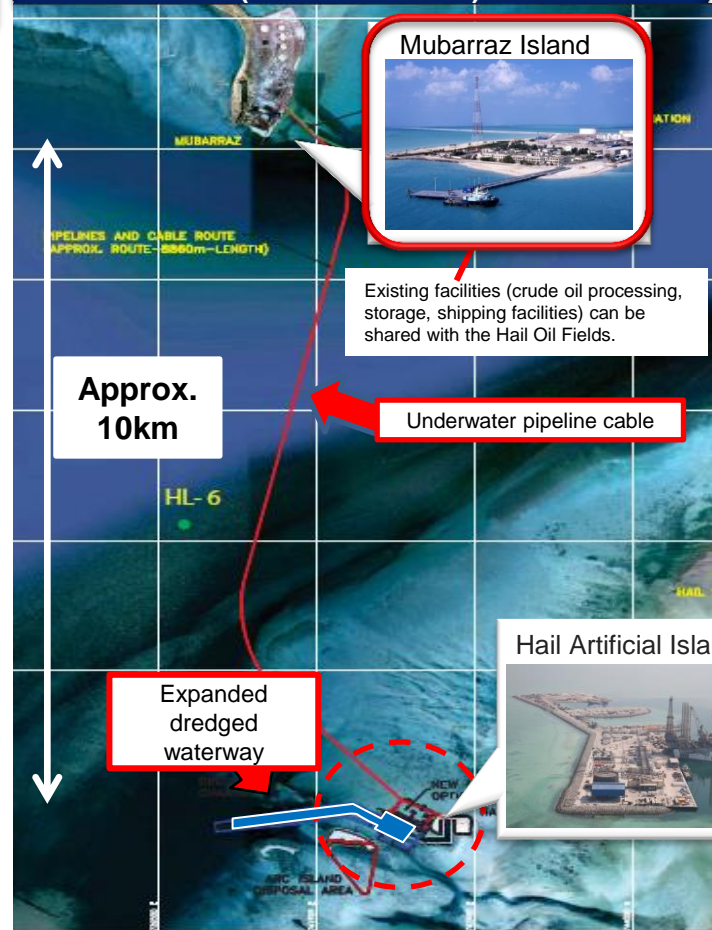 Mubarraz Island
MUBARRAZ
PIPELINES AND CABLE ROUTE
(APPROX. ROUTE-8860m-LENGTH)
Existing facilities (crude oil processing,
storage, shipping facilities) can be
shared with the Hail Oil Fields.
Approx.
10km
Underwater pipeline cable
HL-6
HAIL
Hail Artificial Isla
Expanded
dredged
waterway
NEW
ARC ISLAND
DISPOSAL AREA